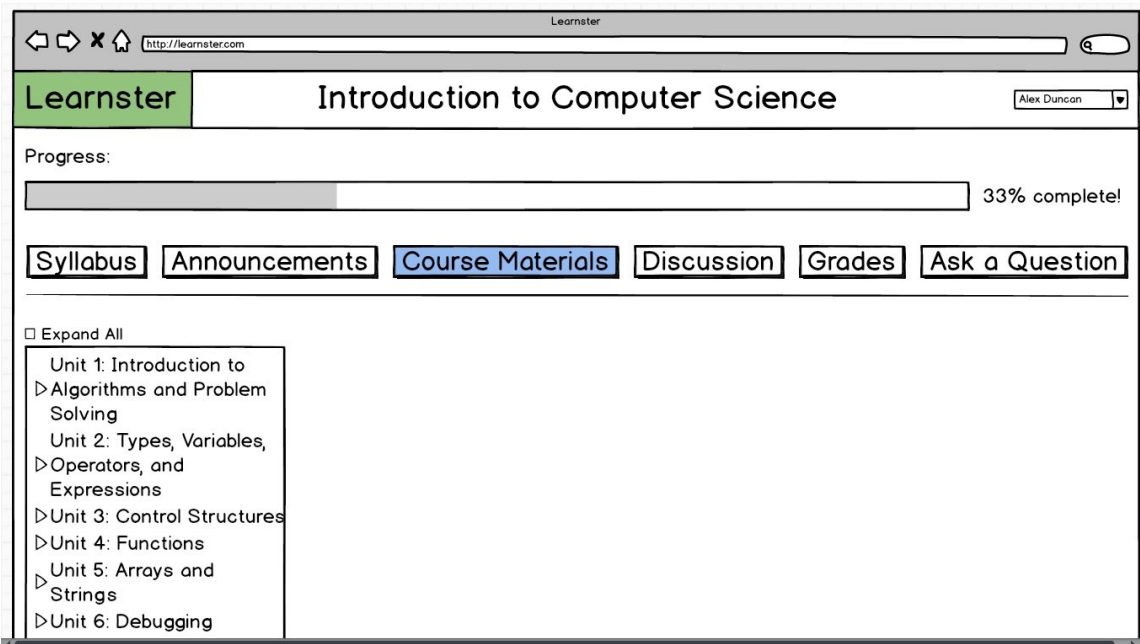 Learnster
http://learnster.com
Learnster
Introduction to Computer Science
Alex Duncan
Progress:
33% complete!
Syllabus
Announcements
Course Materials
Discussion
Grades
Ask a Question
Expand All
Unit 1: Introduction to
Algorithms and Problem
Solving
Unit 2: Types, Variables,
Operators, and
Expressions
Unit 3: Control Structures
Unit 4: Functions
Unit 5: Arrays and
Strings
Unit 6: Debugging